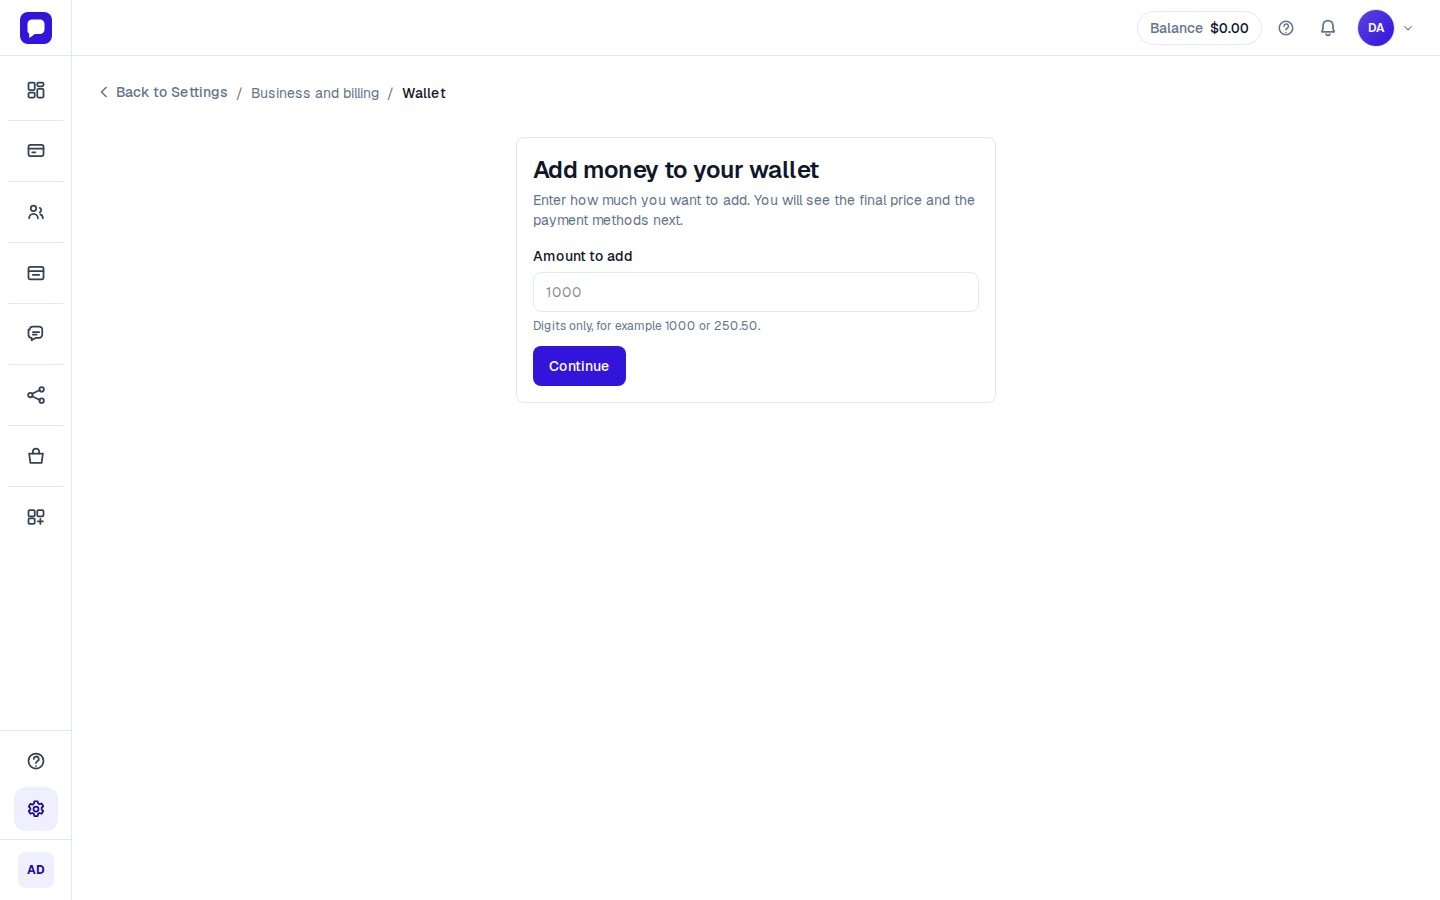 Balance $0.00
DA
Back to Settings / Business and billing / Wallet
Add money to your wallet
Enter how much you want to add. You will see the final price and the
payment methods next.
Amount to add
1000
Digits only, for example 1000 or 250.50.
Continue
AD